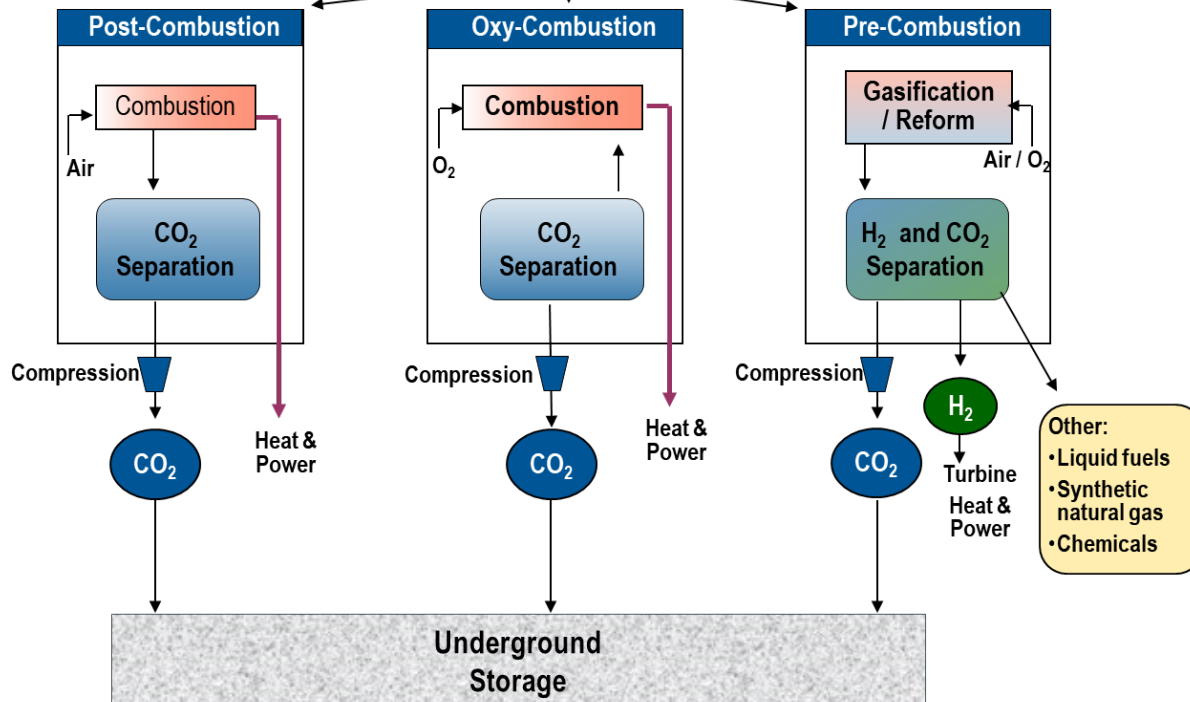 Post-Combustion
Combustion
Air
CO₂
Separation
Compression
CO₂
Heat &
Power
Oxy-Combustion
Combustion
O₂
CO₂
Separation
Compression
CO₂
Heat &
Power
Pre-Combustion
Gasification
/ Reform
Air / O₂
H₂ and CO₂
Separation
Compression
CO₂
H₂
Turbine
Heat &
Power
Other:
•Liquid fuels
•Synthetic
natural gas
•Chemicals
Underground
Storage